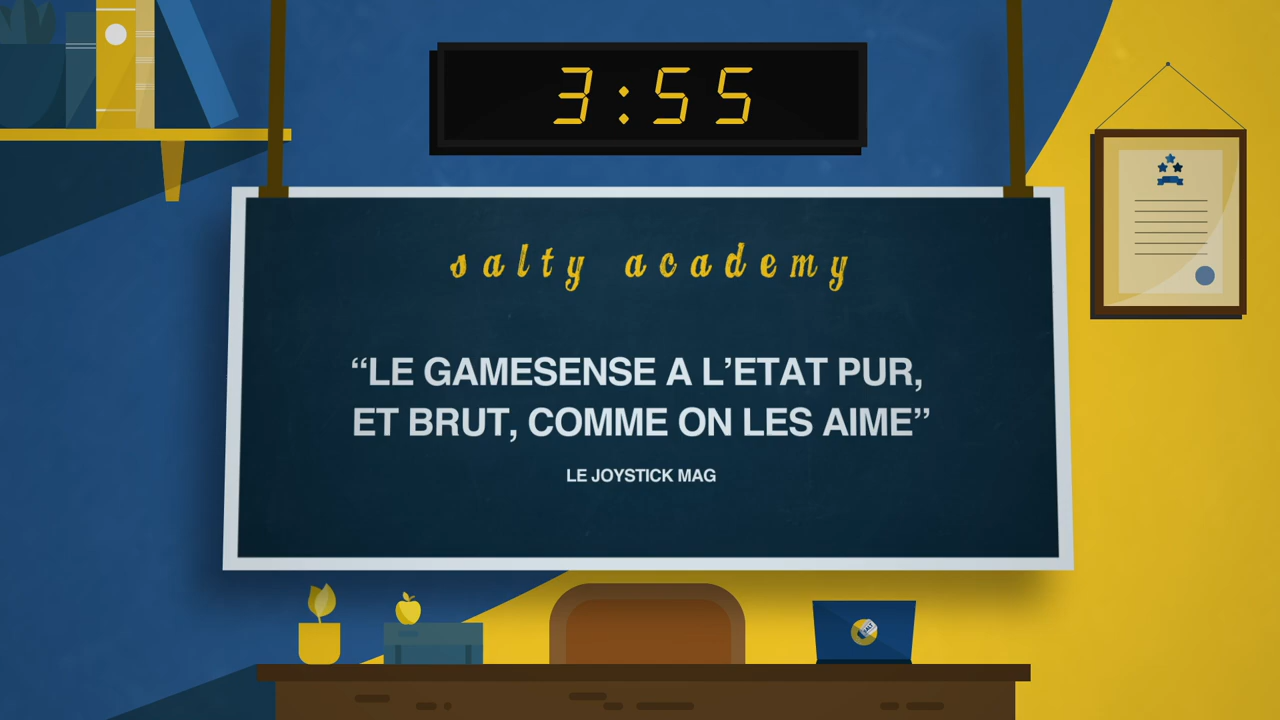 3:55
salty academy
“LE GAMESENSE A L’ETAT PUR,
ET BRUT, COMME ON LES AIME”
LE JOYSTICK MAG